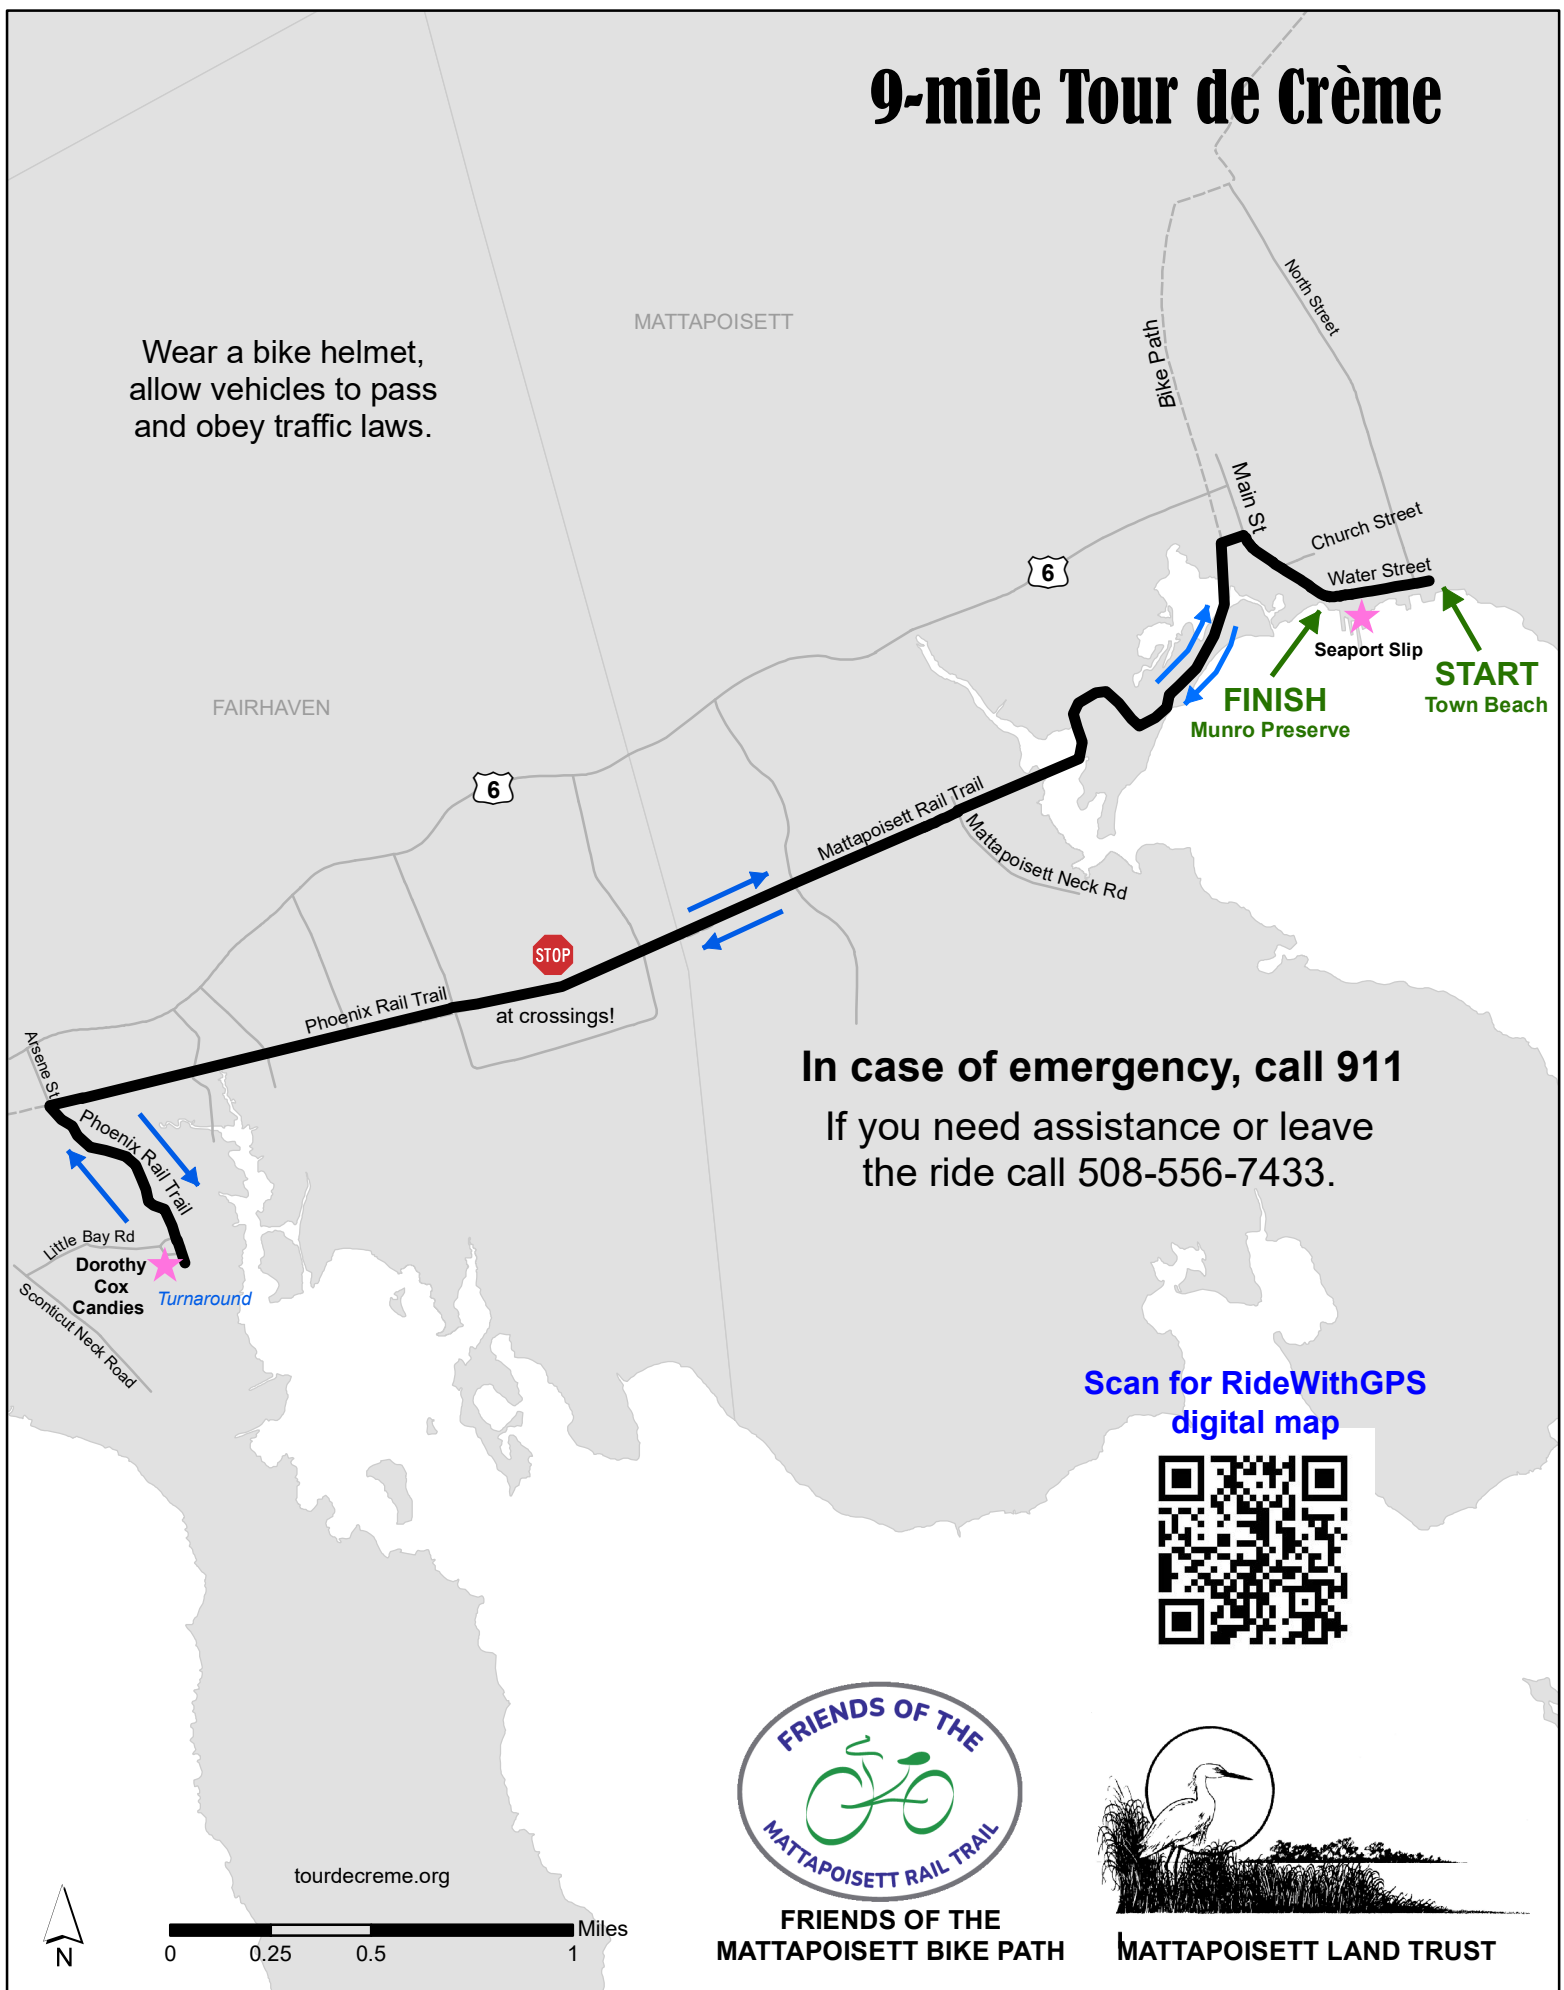 9-mile Tour de Crème
MATTAPOISETT
Wear a bike helmet,
allow vehicles to pass
and obey traffic laws.
North Street
Bike Path
Main St
Church Street
Water Street
6
Seaport Slip
START
Town Beach
FINISH
Munro Preserve
FAIRHAVEN
6
Mattapoisett Rail Trail
Mattapoisett Neck Rd
STOP
at crossings!
Phoenix Rail Trail
Arsene St
Phoenix Rail Trail
Little Bay Rd
Dorothy
Cox
Candies
Turnaround
Sconticut Neck Road
In case of emergency, call 911
If you need assistance or leave
the ride call 508-556-7433.
Scan for RideWithGPS
digital map
FRIENDS OF THE
MATTAPOISETT RAIL TRAIL
FRIENDS OF THE
MATTAPOISETT BIKE PATH
MATTAPOISETT LAND TRUST
tourdecreme.org
N
Miles
0 0.25 0.5 1